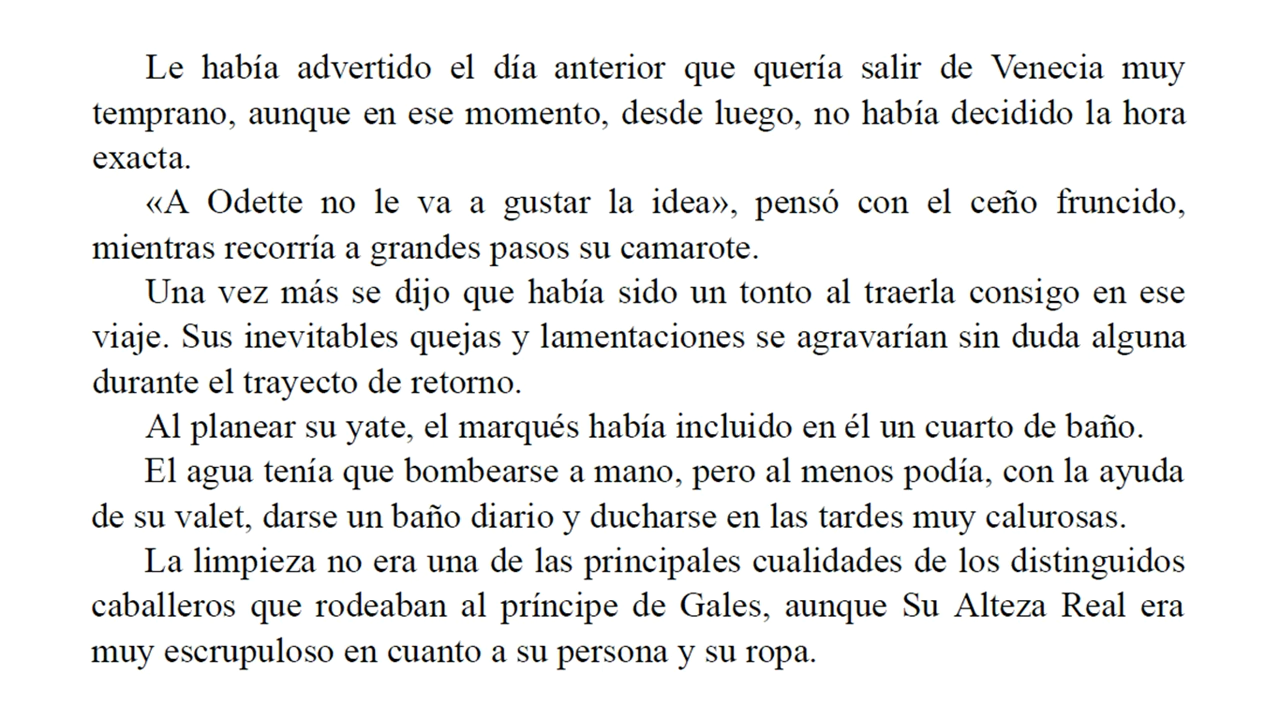 Le había advertido el día anterior que quería salir de Venecia muy
temprano, aunque en ese momento, desde luego, no había decidido la hora
exacta.
«A Odette no le va a gustar la idea», pensó con el ceño fruncido,
mientras recorría a grandes pasos su camarote.
Una vez más se dijo que había sido un tonto al traerla consigo en ese
viaje. Sus inevitables quejas y lamentaciones se agravarían sin duda alguna
durante el trayecto de retorno.
Al planear su yate, el marqués había incluido en él un cuarto de baño.
El agua tenía que bombearse a mano, pero al menos podía, con la ayuda
de su valet, darse un baño diario y ducharse en las tardes muy calurosas.
La limpieza no era una de las principales cualidades de los distinguidos
caballeros que rodeaban al príncipe de Gales, aunque Su Alteza Real era
muy escrupuloso en cuanto a su persona y su ropa.